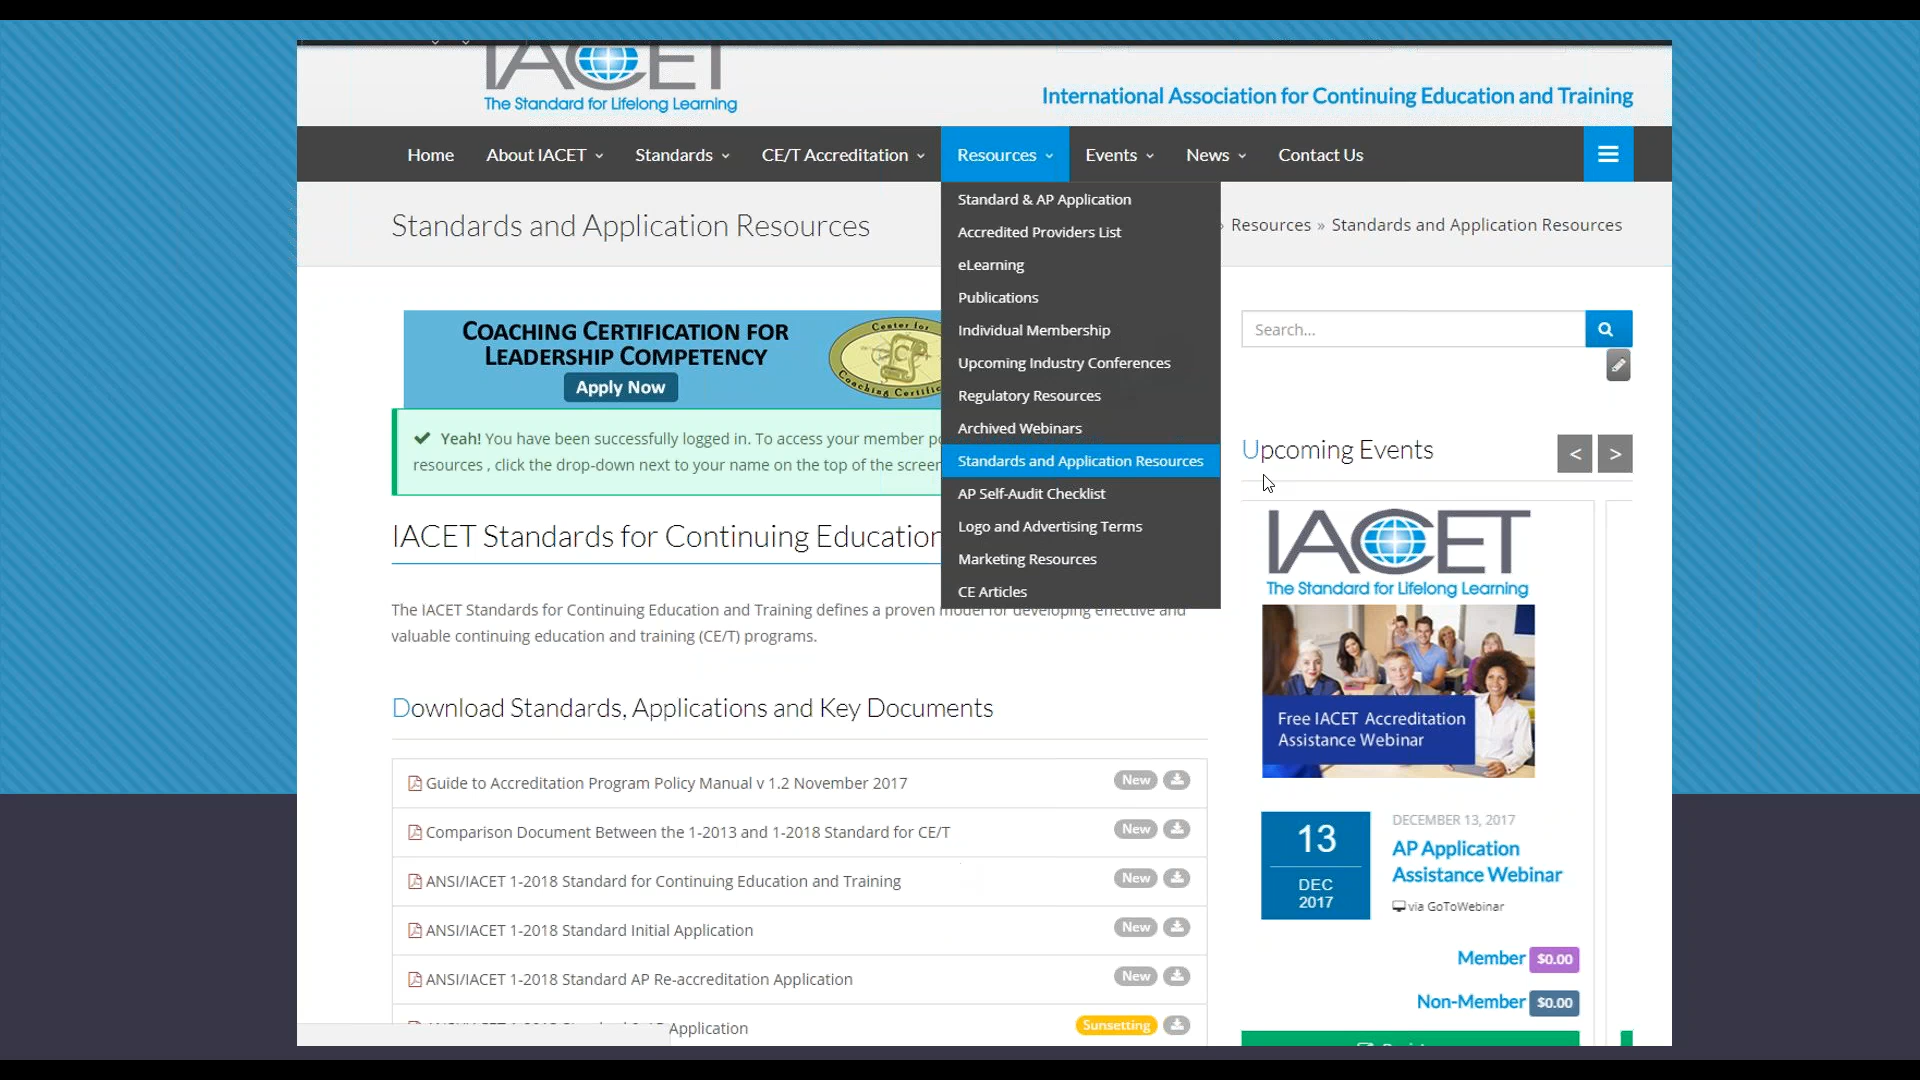 IACET
The Standard for Lifelong Learning
International Association for Continuing Education and Training
Home About IACET Standards CE/T Accreditation Resources Events News Contact Us
Standards and Application Resources
Resources » Standards and Application Resources
Standard & AP Application
Accredited Providers List
eLearning
Publications
Individual Membership
Upcoming Industry Conferences
Regulatory Resources
Archived Webinars
Standards and Application Resources
AP Self-Audit Checklist
Logo and Advertising Terms
Marketing Resources
CE Articles
COACHING CERTIFICATION FOR
LEADERSHIP COMPETENCY
Apply Now
Center for
Coaching Certific
Yeah! You have been successfully logged in. To access your member
resources , click the drop-down next to your name on the top of the screen
IACET Standards for Continuing Education
The IACET Standards for Continuing Education and Training defines a proven model for developing effective and
valuable continuing education and training (CE/T) programs.
Download Standards, Applications and Key Documents
Guide to Accreditation Program Policy Manual v 1.2 November 2017 New
Comparison Document Between the 1-2013 and 1-2018 Standard for CE/T New
ANSI/IACET 1-2018 Standard for Continuing Education and Training New
ANSI/IACET 1-2018 Standard Initial Application New
ANSI/IACET 1-2018 Standard AP Re-accreditation Application New
Application Sunsetting
Search...
Upcoming Events
< >
IACET
The Standard for Lifelong Learning
Free IACET Accreditation
Assistance Webinar
13
DEC
2017
DECEMBER 13, 2017
AP Application
Assistance Webinar
via GoToWebinar
Member $0.00
Non-Member $0.00